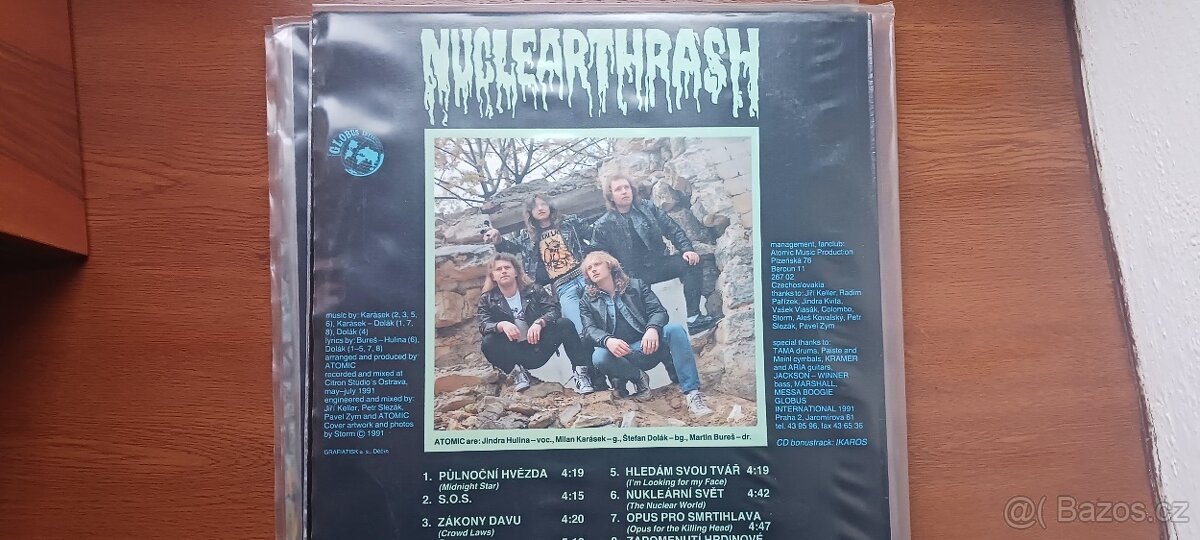 NUCLEARTHRASH
GLOBUS
music by: Karásek (2, 3, 5,
6), Karásek – Dolák (1, 7,
8), Dolák (4)
lyrics by: Bureš – Hulina (6),
Dolák (1–5, 7, 8)
arranged and produced by
ATOMIC
recorded and mixed at
Citron Studio's Ostrava,
may–july 1991
engineered and mixed by:
Jiří Keller, Petr Slezák,
Pavel Zym and ATOMIC
Cover artwork and photos
by Storm © 1991
GRAFIATISK a. s., Děčín
management, fanclub:
Atomic Music Production
Plzeňská 76
Beroun 11
267 02
Czechoslovakia
thanks to: Jiří Keller, Radim
Pařízek, Jindra Kvita,
Vašek Vlasák, Colombo,
Storm, Aleš Kovalský, Petr
Slezák, Pavel Zym
special thanks to:
TAMA drums, Paiste and
Meinl cymbals, KRAMER
and ARIA guitars,
JACKSON – WINNER
bass, MARSHALL,
MESSA BOOGIE
GLOBUS
INTERNATIONAL 1991
Praha 2, Jaromírova 61
tel. 43 95 96, fax 43 65 36
CD bonustrack: IKAROS
ATOMIC are: Jindra Hulina – voc., Milan Karásek – g., Štefan Dolák – bg., Martin Bureš – dr.
1. PŮLNOČNÍ HVĚZDA 4:19
(Midnight Star)
2. S.O.S. 4:15
3. ZÁKONY DAVU 4:20
(Crowd Laws)
5. HLEDÁM SVOU TVÁŘ 4:19
(I'm Looking for my Face)
6. NUKLEÁRNÍ SVĚT 4:42
(The Nuclear World)
7. OPUS PRO SMRTIHLAVA
(Opus for the Killing Head) 4:47
8. ZAPOMENUTÍ HRDINOVÉ
@ Bazos.cz